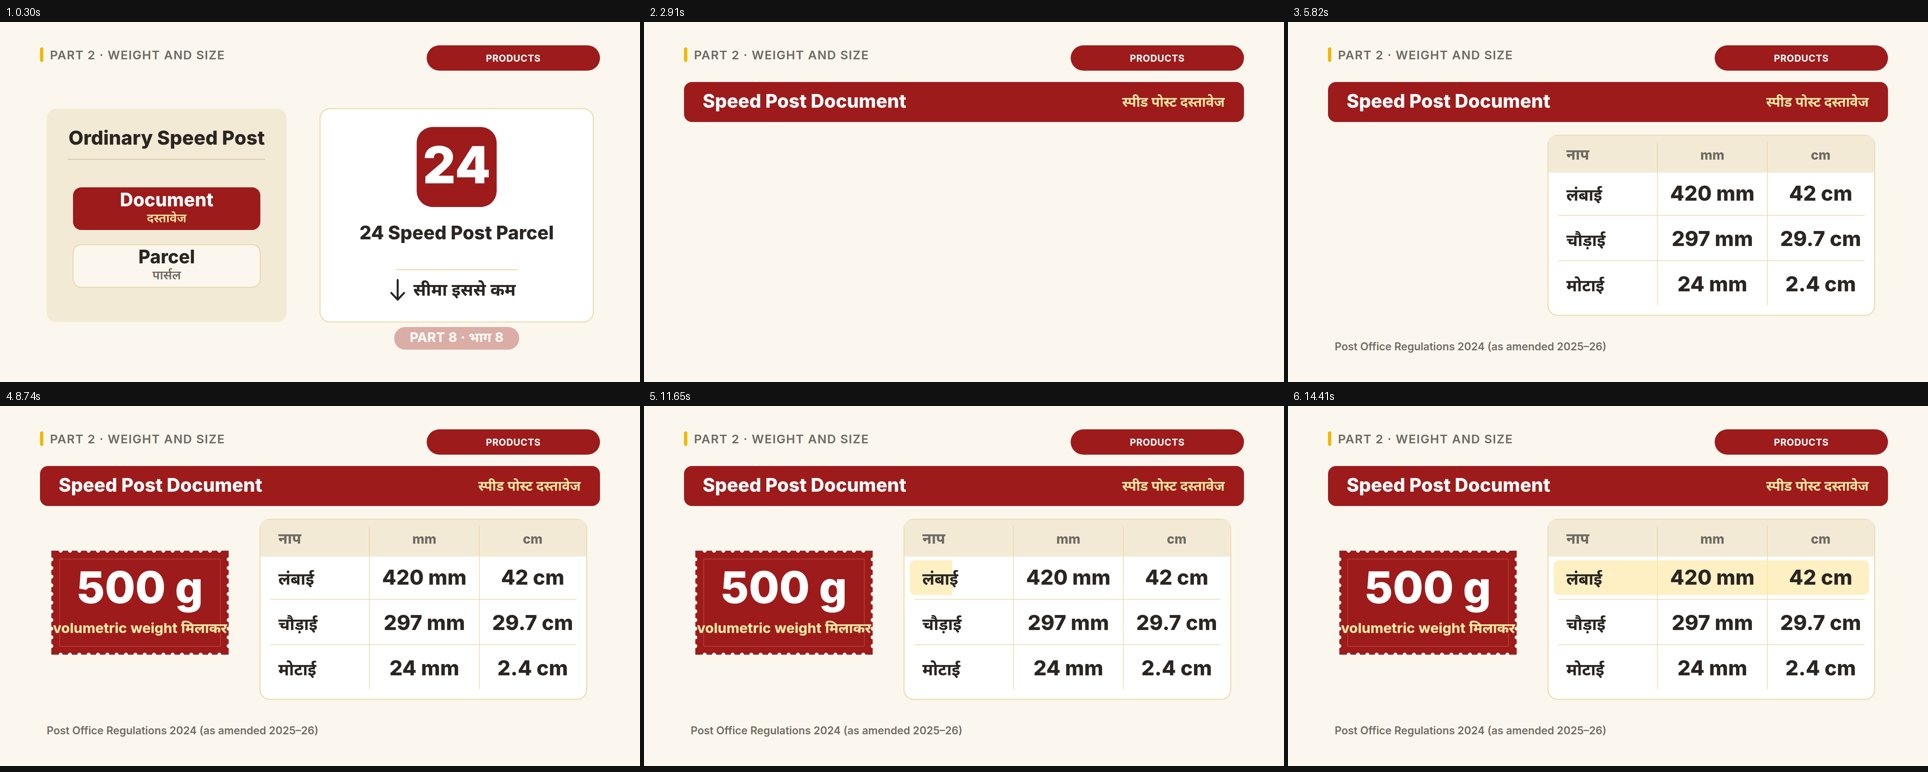 1. 0.30s
PART 2 · WEIGHT AND SIZE
PRODUCTS
Ordinary Speed Post
Document
दस्तावेज
Parcel
पार्सल
24
24 Speed Post Parcel
↓ सीमा इससे कम
PART 8 · भाग 8
2. 2.91s
PART 2 · WEIGHT AND SIZE
PRODUCTS
Speed Post Document
स्पीड पोस्ट दस्तावेज
3. 5.82s
PART 2 · WEIGHT AND SIZE
PRODUCTS
Speed Post Document
स्पीड पोस्ट दस्तावेज
नाप mm cm
लंबाई 420 mm 42 cm
चौड़ाई 297 mm 29.7 cm
मोटाई 24 mm 2.4 cm
Post Office Regulations 2024 (as amended 2025–26)
4. 8.74s
PART 2 · WEIGHT AND SIZE
PRODUCTS
Speed Post Document
स्पीड पोस्ट दस्तावेज
500 g
volumetric weight मिलाकर
नाप mm cm
लंबाई 420 mm 42 cm
चौड़ाई 297 mm 29.7 cm
मोटाई 24 mm 2.4 cm
Post Office Regulations 2024 (as amended 2025–26)
5. 11.65s
PART 2 · WEIGHT AND SIZE
PRODUCTS
Speed Post Document
स्पीड पोस्ट दस्तावेज
500 g
volumetric weight मिलाकर
नाप mm cm
लंबाई 420 mm 42 cm
चौड़ाई 297 mm 29.7 cm
मोटाई 24 mm 2.4 cm
Post Office Regulations 2024 (as amended 2025–26)
6. 14.41s
PART 2 · WEIGHT AND SIZE
PRODUCTS
Speed Post Document
स्पीड पोस्ट दस्तावेज
500 g
volumetric weight मिलाकर
नाप mm cm
लंबाई 420 mm 42 cm
चौड़ाई 297 mm 29.7 cm
मोटाई 24 mm 2.4 cm
Post Office Regulations 2024 (as amended 2025–26)